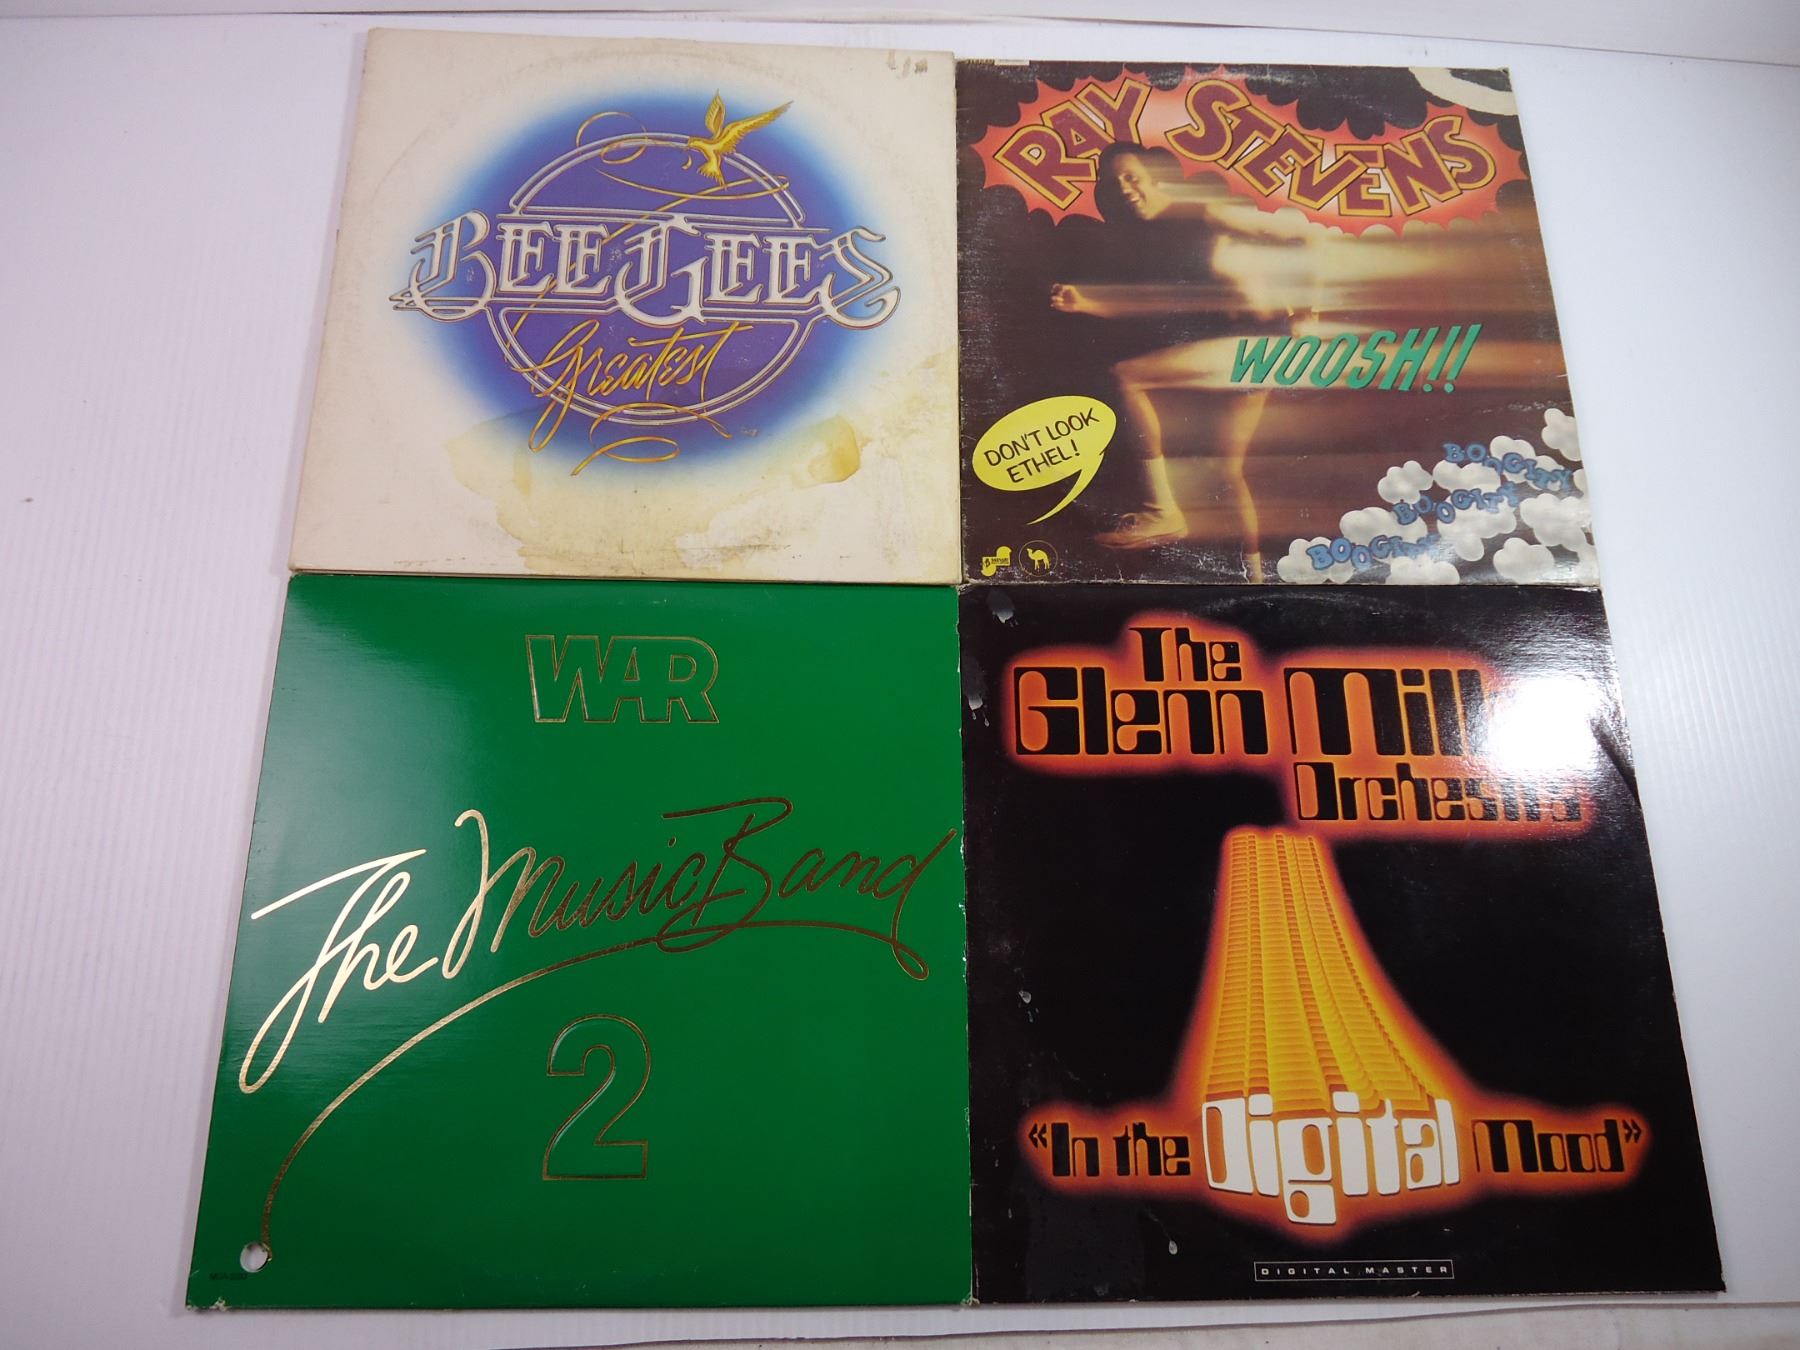 BEE GEES
Greatest
RAY STEVENS
WOOSH!!
DON'T LOOK
ETHEL!
BOOGITY
BOOGITY
BOOGITY
WAR
The Music Band
2
The
Glenn
Orchestra
«In the Digital Mood»
DIGITAL MASTER